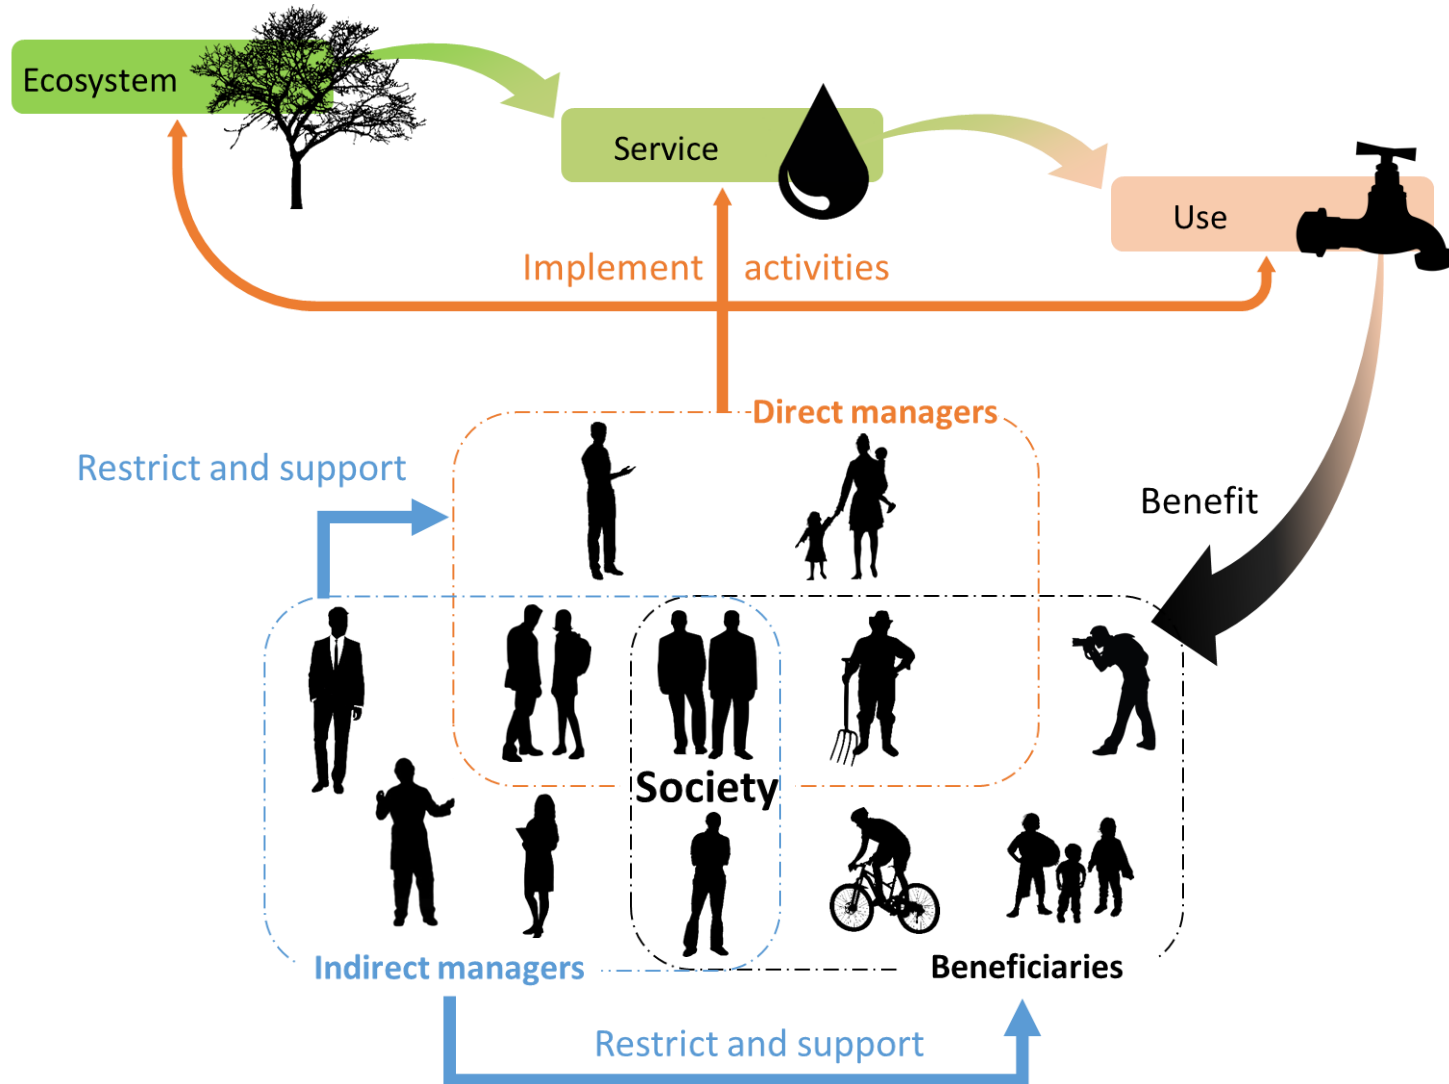 Ecosystem
Service
Use
Implement activities
Direct managers
Restrict and support
Benefit
Society
Indirect managers
Beneficiaries
Restrict and support